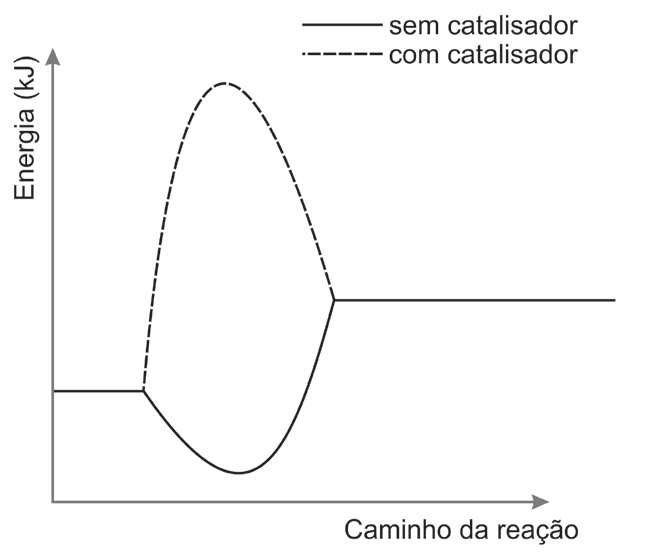 sem catalisador
com catalisador
Energia (kJ)
Caminho da reação